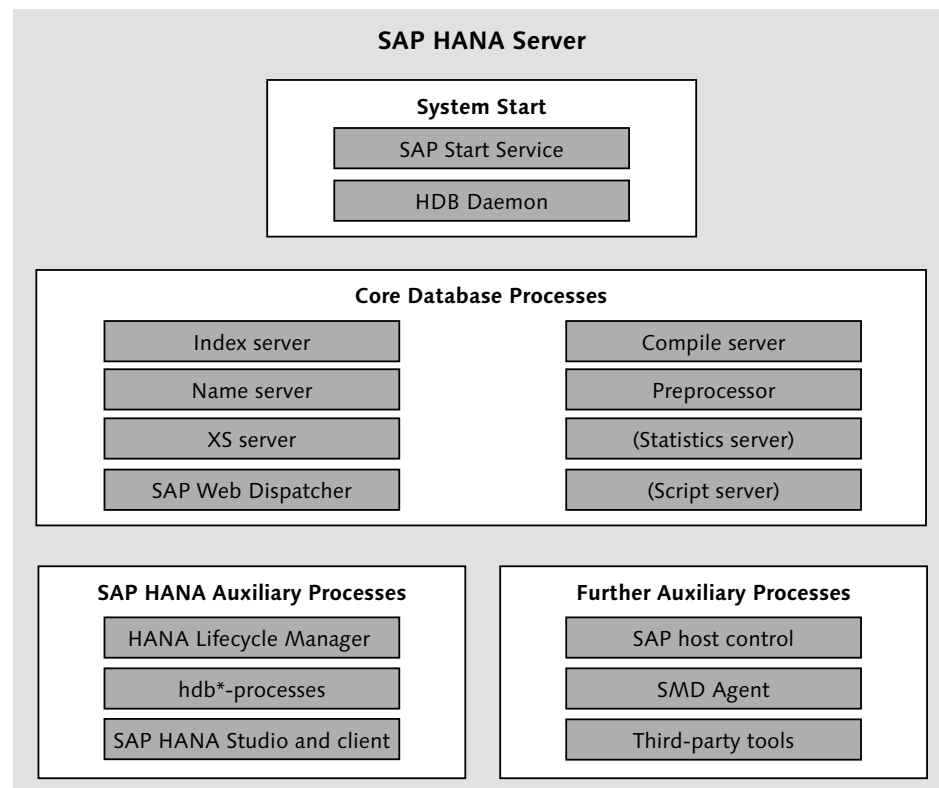 SAP HANA Server
System Start
SAP Start Service
HDB Daemon
Core Database Processes
Index server
Name server
XS server
SAP Web Dispatcher
Compile server
Preprocessor
(Statistics server)
(Script server)
SAP HANA Auxiliary Processes
HANA Lifecycle Manager
hdb*-processes
SAP HANA Studio and client
Further Auxiliary Processes
SAP host control
SMD Agent
Third-party tools